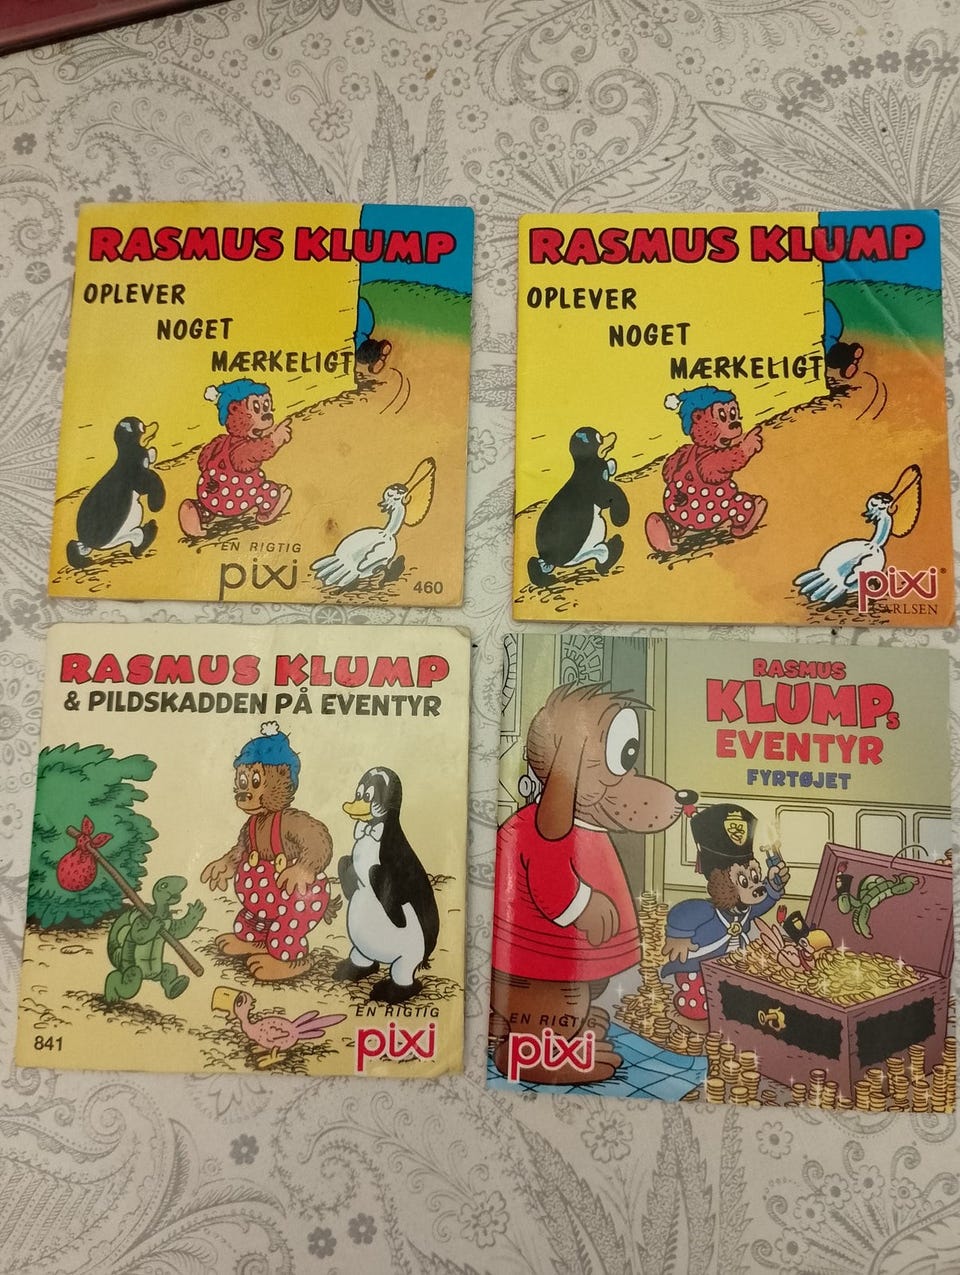 RASMUS KLUMP
OPLEVER
NOGET
MÆRKELIGT
EN RIGTIG
pixi
460
RASMUS KLUMP
OPLEVER
NOGET
MÆRKELIGT
pixi®
CARLSEN
RASMUS KLUMP
& PILDSKADDEN PÅ EVENTYR
841
EN RIGTIG
pixi
RASMUS
KLUMPs
EVENTYR
FYRTØJET
EN RIGTIG
pixi